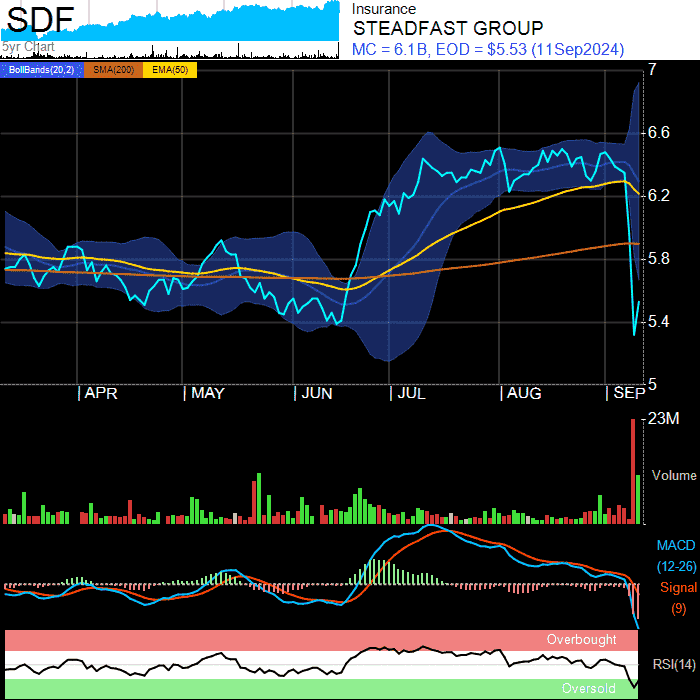 SDF
5yr Chart
Insurance
STEADFAST GROUP
MC = 6.1B, EOD = $5.53 (11Sep2024)
BollBands(20,2) SMA(200) EMA(50)
7
6.6
6.2
5.8
5.4
5
APR MAY JUN JUL AUG SEP
23M
Volume
MACD
(12-26)
Signal
(9)
Overbought
RSI(14)
Oversold